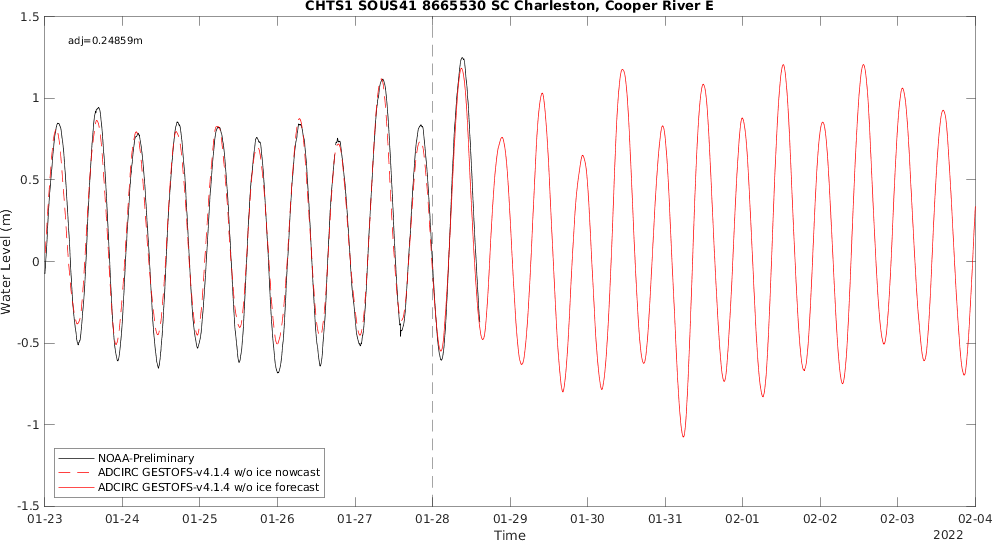 CHTS1 SOUS41 8665530 SC Charleston, Cooper River E
adj=0.24859m
1.5
1
0.5
0
-0.5
-1
-1.5
Water Level (m)
NOAA-Preliminary
ADCIRC GESTOFS-v4.1.4 w/o ice nowcast
ADCIRC GESTOFS-v4.1.4 w/o ice forecast
01-23 01-24 01-25 01-26 01-27 01-28 01-29 01-30 01-31 02-01 02-02 02-03 02-04
Time
2022